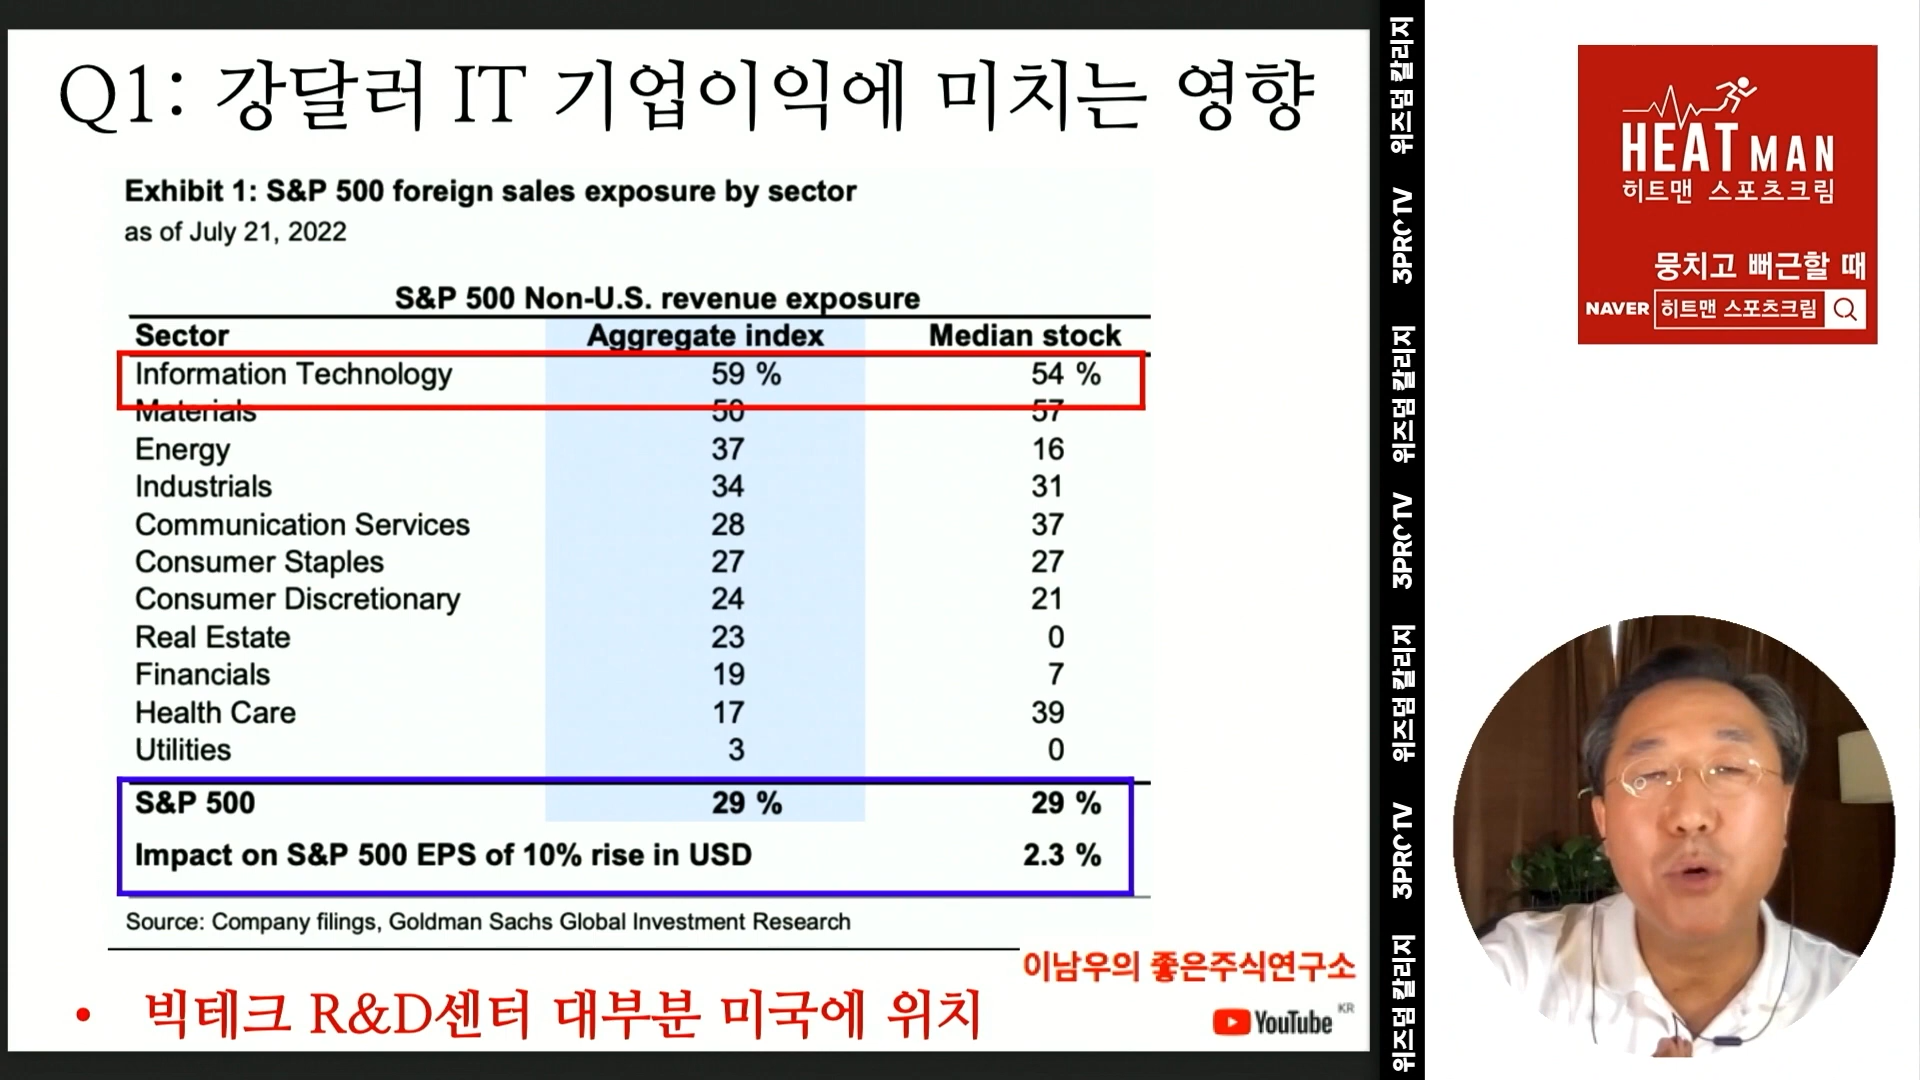 Q1: 강달러 IT 기업이익에 미치는 영향
Exhibit 1: S&P 500 foreign sales exposure by sector
as of July 21, 2022
S&P 500 Non-U.S. revenue exposure
Sector Aggregate index Median stock
Information Technology 59 % 54 %
Materials 50 57
Energy 37 16
Industrials 34 31
Communication Services 28 37
Consumer Staples 27 27
Consumer Discretionary 24 21
Real Estate 23 0
Financials 19 7
Health Care 17 39
Utilities 3 0
S&P 500 29 % 29 %
Impact on S&P 500 EPS of 10% rise in USD 2.3 %
Source: Company filings, Goldman Sachs Global Investment Research
이남우의 좋은주식연구소
• 빅테크 R&D센터 대부분 미국에 위치
YouTube KR
위즈덤 칼리지
3PROTV
위즈덤 칼리지
3PROTV
위즈덤 칼리지
3PROTV
위즈덤 칼리지
HEATMAN
히트맨 스포츠크림
뭉치고 뻐근할 때
NAVER 히트맨 스포츠크림